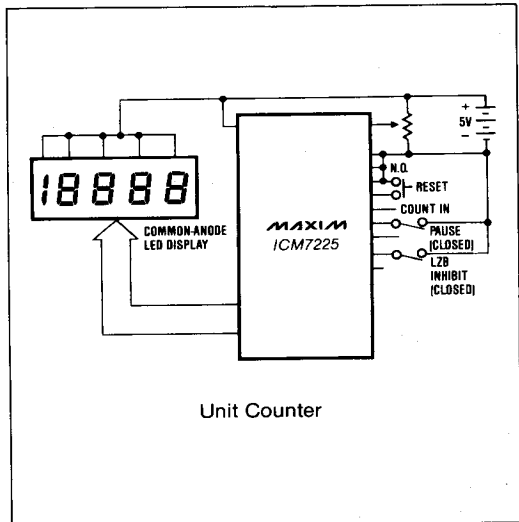 +
5V
−
N.O.
RESET
COUNT IN
PAUSE
(CLOSED)
LZB
INHIBIT
(CLOSED)
MAXIM
ICM7225
18888
COMMON-ANODE
LED DISPLAY
Unit Counter